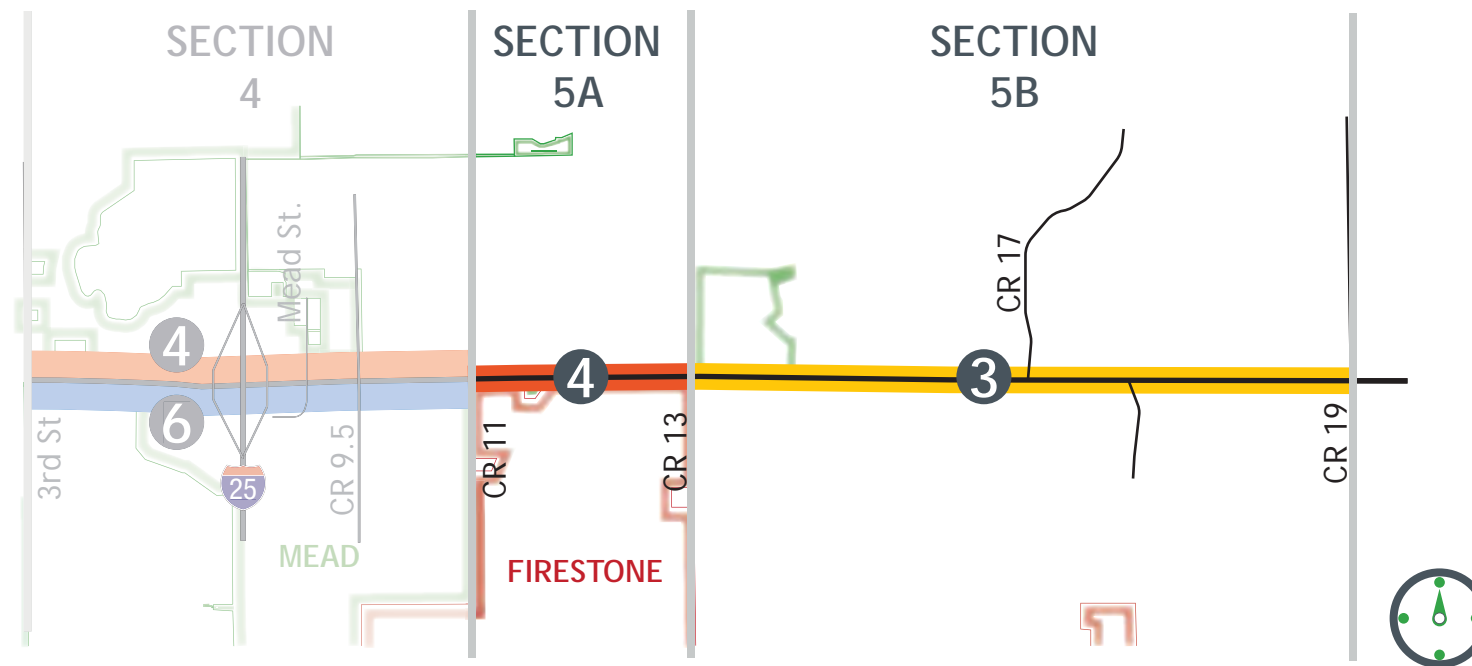 SECTION
4
SECTION
5A
SECTION
5B
Mead St.
CR 17
4
6
4
3
3rd St
25
CR 9.5
CR 11
CR 13
CR 19
MEAD
FIRESTONE